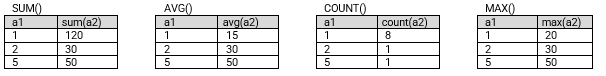 SUM() AVG() COUNT() MAX()
a1 sum(a2) a1 avg(a2) a1 count(a2) a1 max(a2)
1 120 1 15 1 8 1 20
2 30 2 30 2 1 2 30
5 50 5 50 5 1 5 50